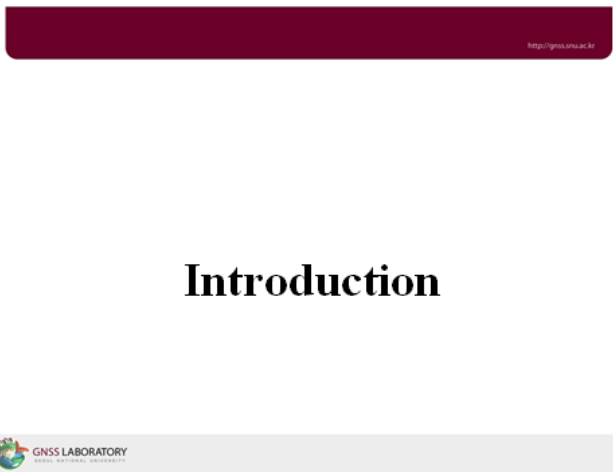 http://gnss.snu.ac.kr
Introduction
GNSS LABORATORY
SEOUL NATIONAL UNIVERSITY